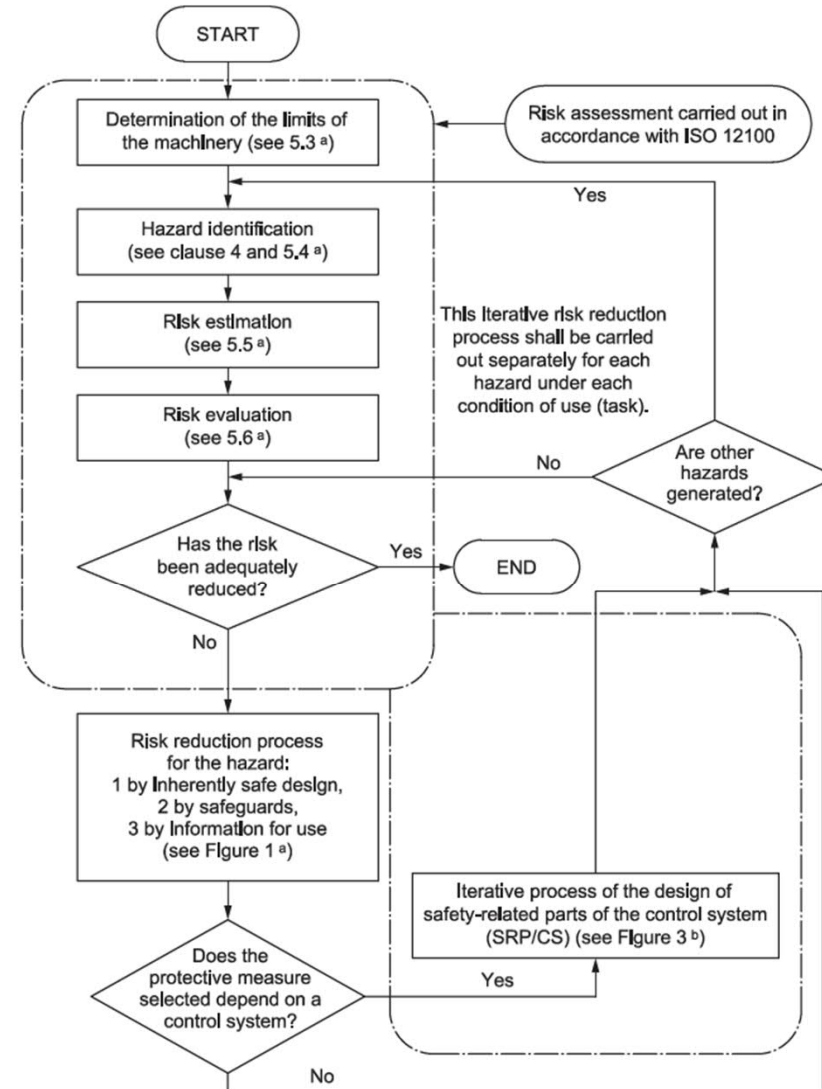 START
Determination of the limits of
the machinery (see 5.3 a)
Risk assessment carried out in
accordance with ISO 12100
Yes
Hazard identification
(see clause 4 and 5.4 a)
This iterative risk reduction
process shall be carried
out separately for each
hazard under each
condition of use (task).
Risk estimation
(see 5.5 a)
Risk evaluation
(see 5.6 a)
No
Are other
hazards
generated?
Has the risk
been adequately
reduced?
Yes
END
No
Risk reduction process
for the hazard:
1 by inherently safe design,
2 by safeguards,
3 by information for use
(see Figure 1 a)
Iterative process of the design of
safety-related parts of the control system
(SRP/CS) (see Figure 3 b)
Does the
protective measure
selected depend on a
control system?
Yes
No